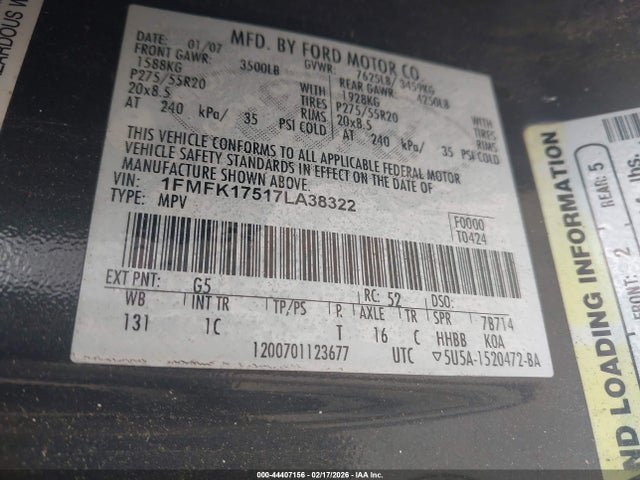 MFD. BY FORD MOTOR CO.
DATE: 01/07 GVWR: 7625LB/ 3459KG
FRONT GAWR: 3500LB REAR GAWR: 4250LB
1588KG WITH 1928KG WITH
P275/55R20 TIRES P275/55R20 TIRES
20x8.5 RIMS 20x8.5 RIMS
AT 240 kPa/ 35 PSI COLD AT 240 kPa/ 35 PSI COLD
THIS VEHICLE CONFORMS TO ALL APPLICABLE FEDERAL MOTOR
VEHICLE SAFETY STANDARDS IN EFFECT ON THE DATE OF
MANUFACTURE SHOWN ABOVE.
VIN: 1FMFK17517LA38322
TYPE: MPV
F0000
T0424
EXT PNT: G5 RC: 52 DSO:
WB INT TR TP/PS R AXLE TR SPR 7B714
131 1C T 16 C HHBB KOA
1200701123677 UTC ▽5U5A-1520472-BA
ND LOADING INFORMATION
REAR: 5
FRONT: 2
lbs.
000-44407156 - 02/17/2026 - IAA Inc.